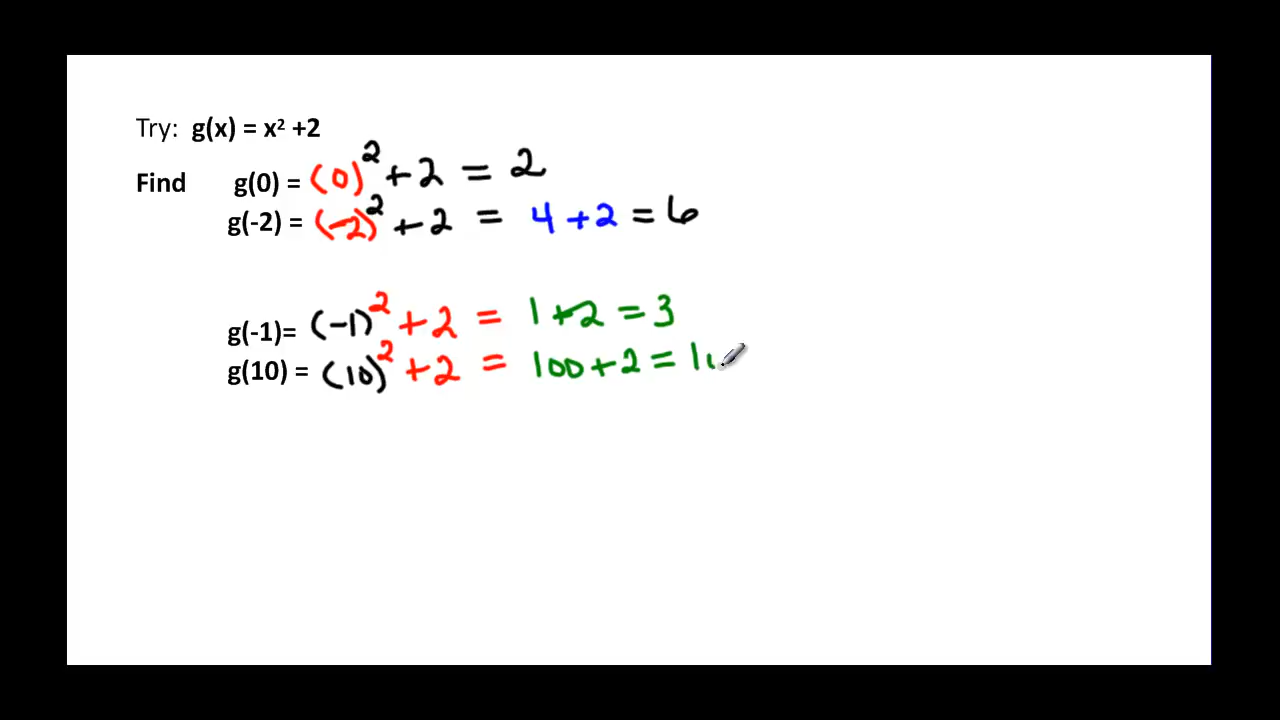 Try: g(x) = x² +2
Find g(0) = (0)² + 2 = 2
g(-2) = (-2)² + 2 = 4 + 2 = 6
g(-1)= (-1)² + 2 = 1 + 2 = 3
g(10) = (10)² + 2 = 100 + 2 = 1